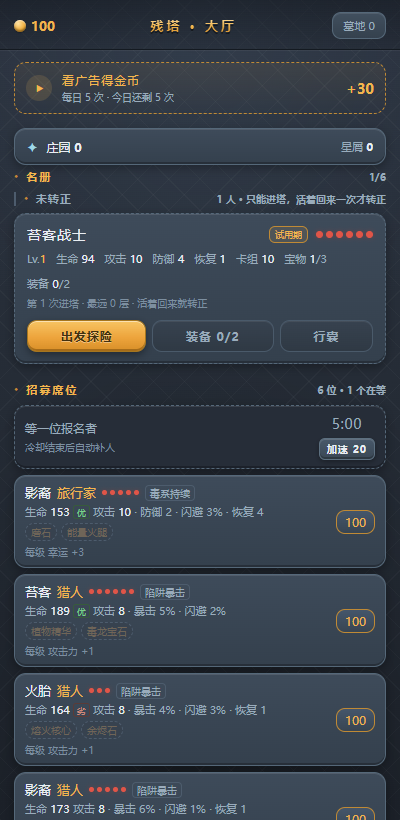 100
残塔 · 大厅
墓地 0
看广告得金币
每日 5 次 · 今日还剩 5 次
+30
庄园 0
星屑 0
名册
1/6
未转正
1 人 · 只能进塔，活着回来一次才转正
苔客战士
试用期
Lv.1 生命 94 攻击 10 防御 4 恢复 1 卡组 10 宝物 1/3
装备 0/2
第 1 次进塔 · 最远 0 层 · 活着回来就转正
出发探险
装备 0/2
行囊
招募席位
6 位 · 1 个在等
等一位报名者
冷却结束后自动补人
5:00
加速 20
影裔 旅行家 毒系持续
生命 153 优 攻击 10 · 防御 2 · 闪避 3% · 恢复 4
磨石 能量火腿
每级 幸运 +3
100
苔客 猎人 陷阱暴击
生命 189 优 攻击 8 · 暴击 5% · 闪避 2%
植物精华 毒龙宝石
每级 攻击力 +1
100
火胎 猎人 陷阱暴击
生命 164 劣 攻击 8 · 暴击 4% · 闪避 3% · 恢复 1
熔火核心 余烬石
每级 攻击力 +1
100
影裔 猎人 陷阱暴击
生命 173 攻击 8 · 暴击 6% · 闪避 1% · 恢复 1
100